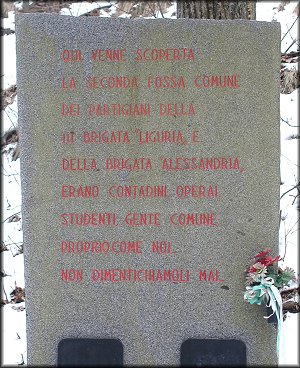 QUI VENNE SCOPERTA
LA SECONDA FOSSA COMUNE
DEI PARTIGIANI DELLA
III BRIGATA "LIGURIA, E
DELLA BRIGATA "ALESSANDRIA,
ERANO CONTADINI OPERAI
STUDENTI GENTE COMUNE
PROPRIO COME NOI.
NON DIMENTICHIAMOLI MAI.